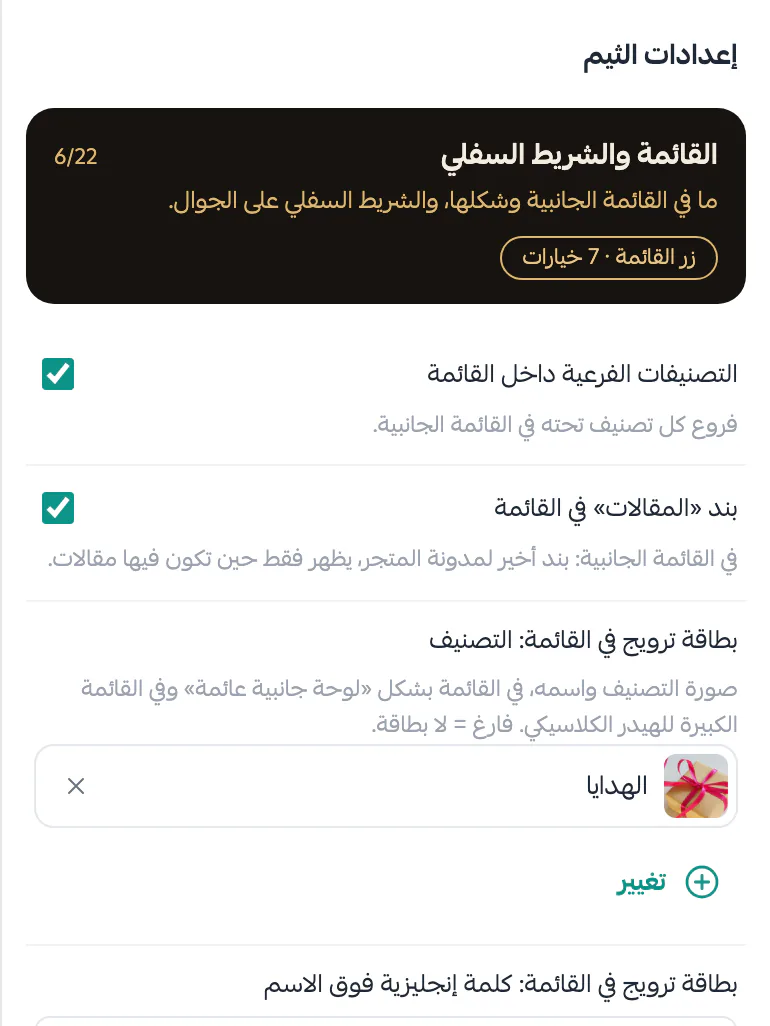 إعدادات الثيم
القائمة والشريط السفلي
6/22
ما في القائمة الجانبية وشكلها، والشريط السفلي على الجوال.
زر القائمة · 7 خيارات
التصنيفات الفرعية داخل القائمة
فروع كل تصنيف تحته في القائمة الجانبية.
بند «المقالات» في القائمة
في القائمة الجانبية: بند أخير لمدونة المتجر، يظهر فقط حين تكون فيها مقالات.
بطاقة ترويج في القائمة: التصنيف
صورة التصنيف واسمه، في القائمة بشكل «لوحة جانبية عائمة» وفي القائمة
الكبيرة للهيدر الكلاسيكي. فارغ = لا بطاقة.
الهدايا
تغيير
بطاقة ترويج في القائمة: كلمة إنجليزية فوق الاسم